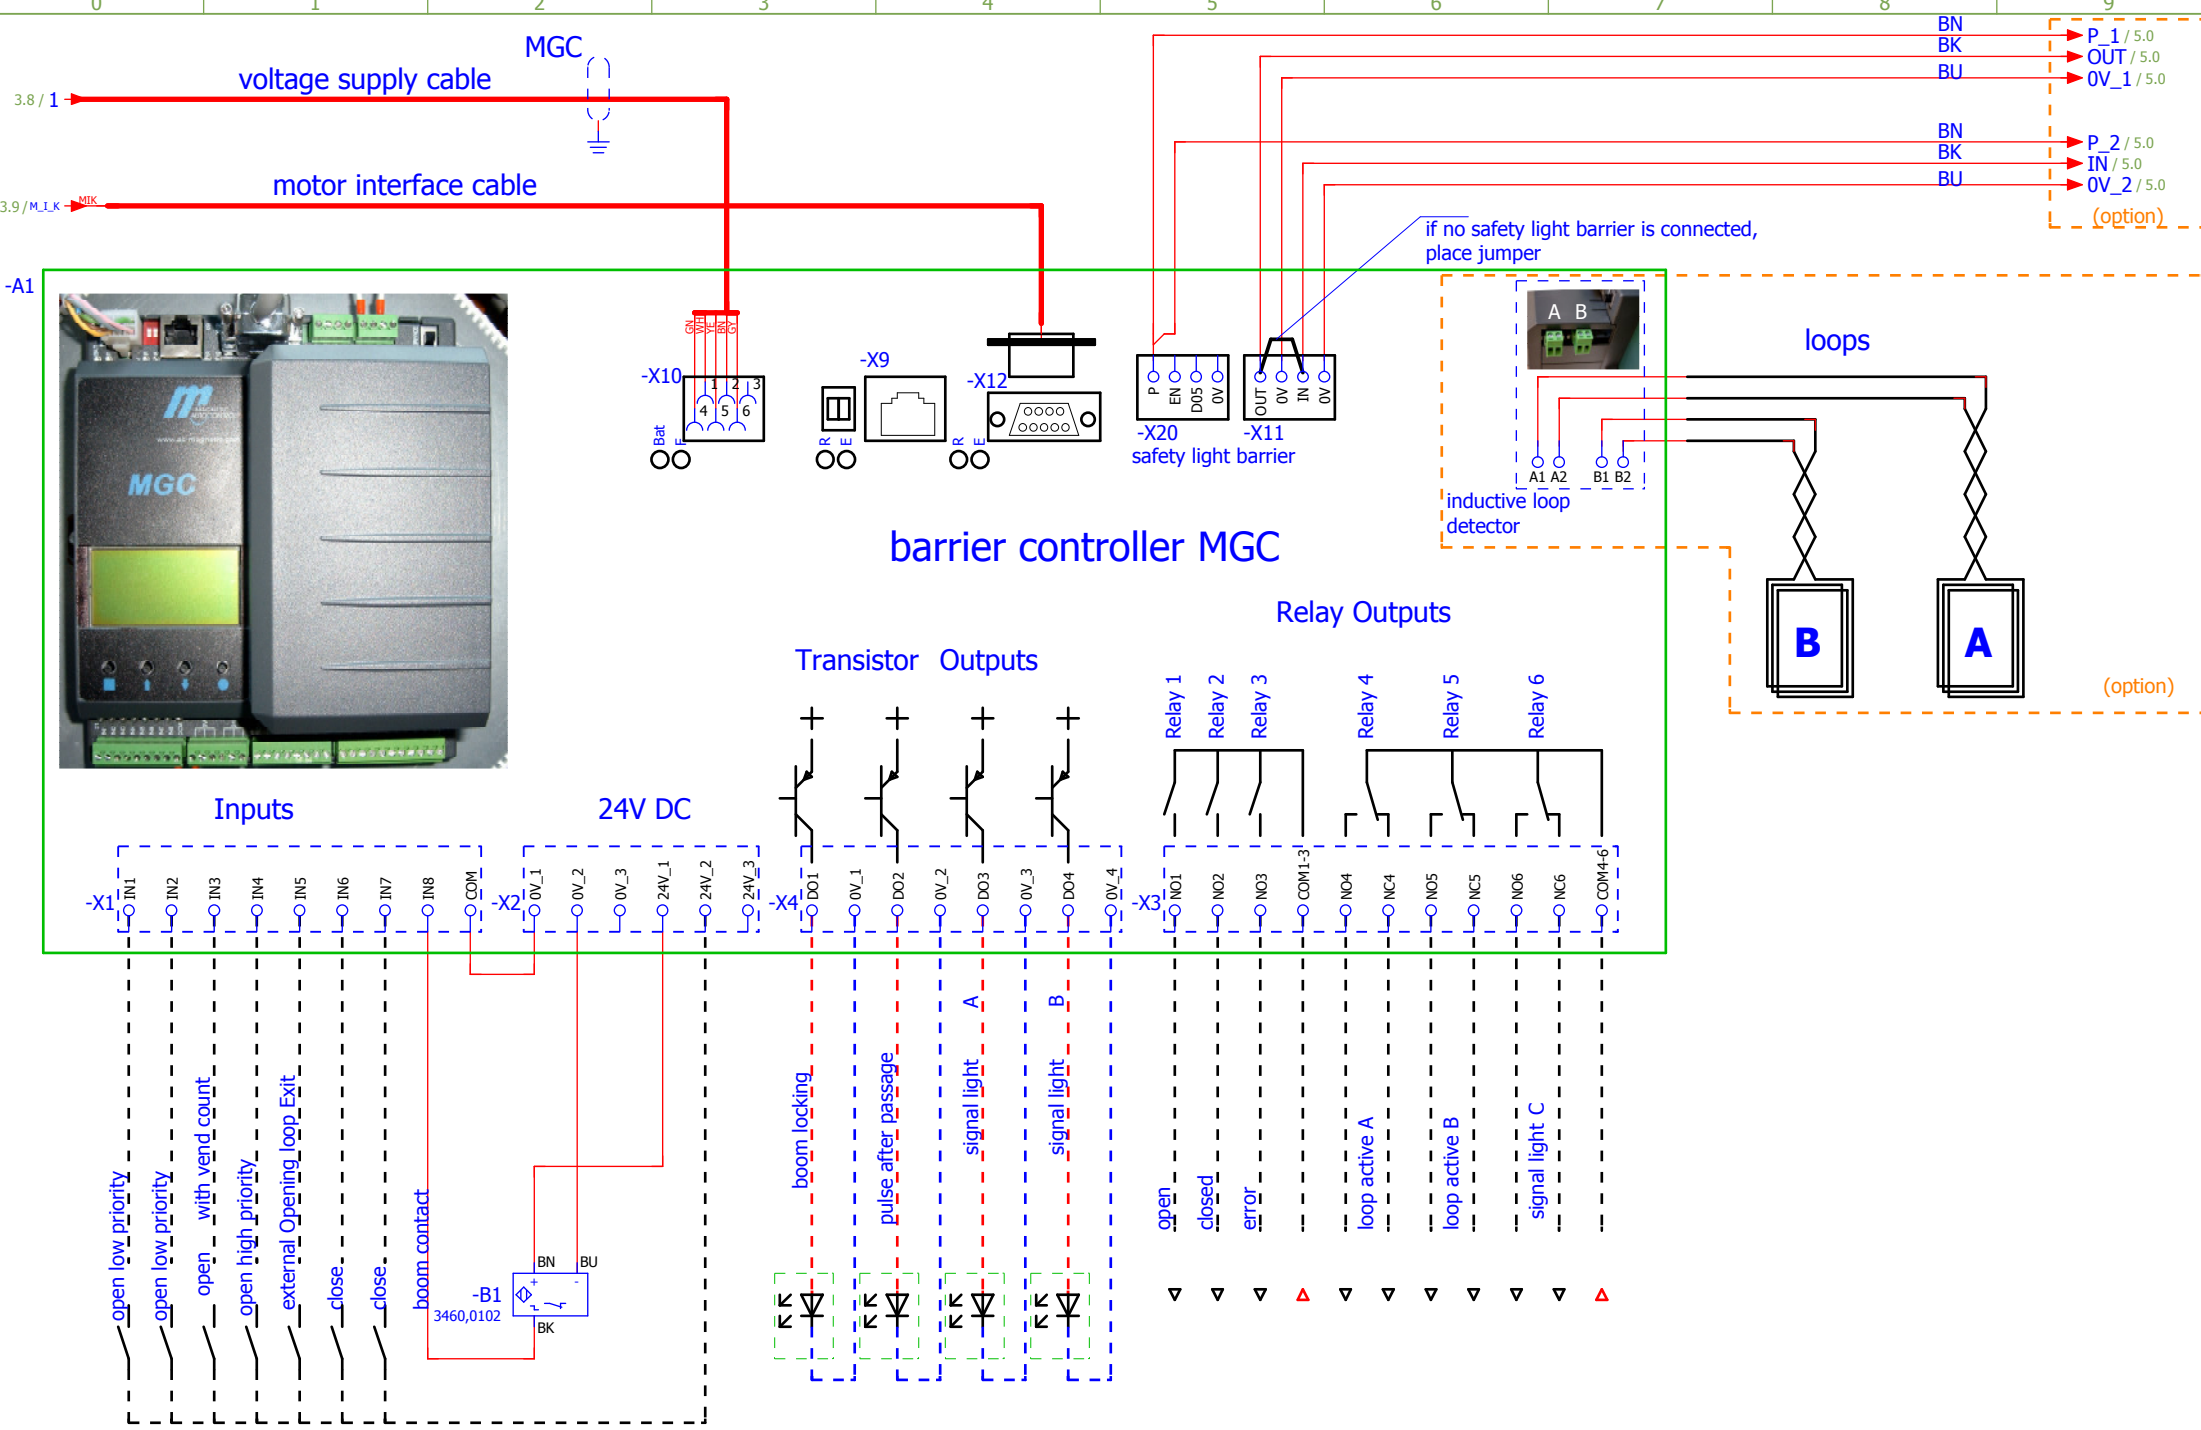 0 1 2 3 4 5 6 7 8 9
MGC
voltage supply cable
3.8 / 1
motor interface cable
3.9 / M_I_K
MIK
BN
P_1 / 5.0
BK
OUT / 5.0
BU
0V_1 / 5.0
BN
P_2 / 5.0
BK
IN / 5.0
BU
0V_2 / 5.0
(option)
if no safety light barrier is connected,
place jumper
-A1
MGC
GN WH YE BN GY
-X10
1 2 3
4 5 6
Bat F
-X9
R E
-X12
R E
P EN D05 0V
-X20
safety light barrier
OUT 0V IN 0V
-X11
A B
A1 A2 B1 B2
inductive loop
detector
loops
B
A
(option)
barrier controller MGC
Relay Outputs
Transistor Outputs
Relay 1
Relay 2
Relay 3
Relay 4
Relay 5
Relay 6
Inputs
24V DC
-X1
IN1 IN2 IN3 IN4 IN5 IN6 IN7 IN8 COM
-X2
0V_1 0V_2 0V_3 24V_1 24V_2 24V_3
-X4
DO1 0V_1 DO2 0V_2 DO3 0V_3 DO4 0V_4
-X3
NO1 NO2 NO3 COM1-3 NO4 NC4 NO5 NC5 NO6 NC6 COM4-6
open low priority
open low priority
open with vend count
open high priority
external Opening loop Exit
close
close
boom contact
BN
BU
-B1
+ -
3460,0102
BK
boom locking
pulse after passage
signal light A
signal light B
open
closed
error
loop active A
loop active B
signal light C